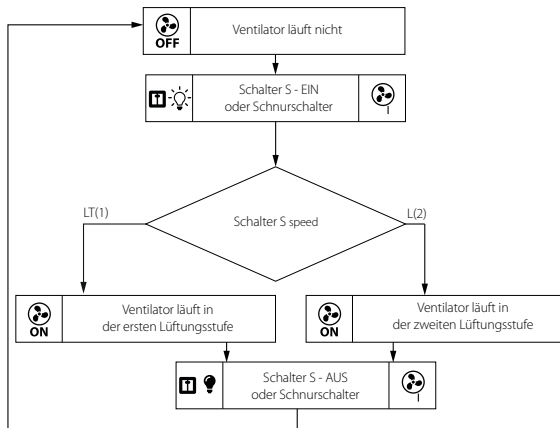 OFF
Ventilator läuft nicht
Schalter S - EIN
oder Schnurschalter
Schalter S speed
LT(1)
L(2)
ON
Ventilator läuft in
der ersten Lüftungsstufe
ON
Ventilator läuft in
der zweiten Lüftungsstufe
Schalter S - AUS
oder Schnurschalter